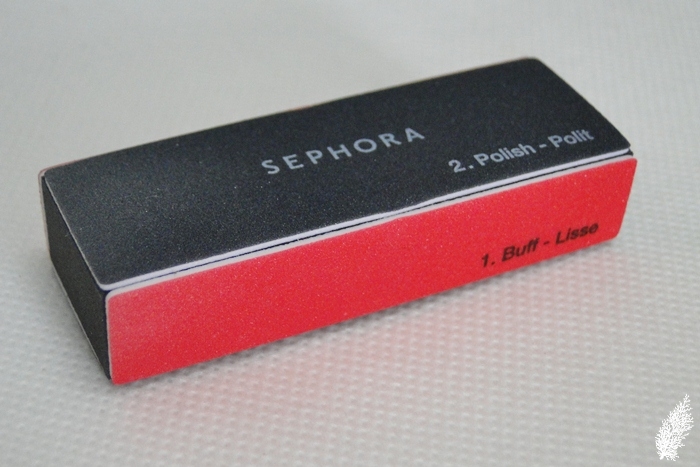 SEPHORA
2. Polish - Polit
1. Buff - Lisse